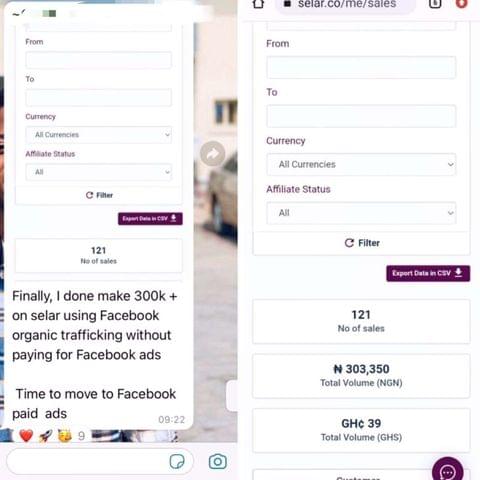 From
To
Currency
All Currencies
Affiliate Status
All
Filter
Export Data in CSV
121
No of sales
Finally, I done make 300k +
on selar using Facebook
organic trafficking without
paying for Facebook ads
Time to move to Facebook
paid ads
09:22
9
selar.co/me/sales
6
From
To
Currency
All Currencies
Affiliate Status
All
Filter
Export Data in CSV
121
No of sales
₦ 303,350
Total Volume (NGN)
GH¢ 39
Total Volume (GHS)